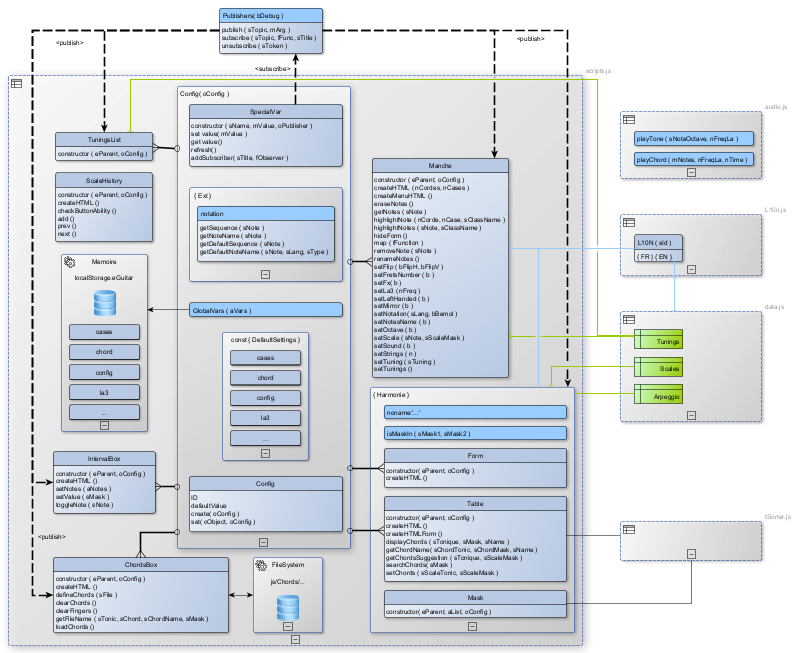 Publishers( bDebug )
publish ( sTopic, mArg )
subscribe ( sTopic, fFunc, sTitle )
unsubscribe ( sToken )
<publish>
<publish>
<subscribe>
scripts.js
Config( oConfig )
SpecialVar
constructor ( sName, mValue, oPublisher )
set value( mValue )
get value()
refresh()
addSubscriber( sTitle, fObserver )
TuningsList
constructor ( eParent, oConfig )
ScaleHistory
constructor ( eParent, oConfig )
createHTML ()
checkButtonAbility ()
add ()
prev ()
next ()
{ Ext }
notation
getSequence ( sNote )
getNoteName ( sNote )
getDefaultSequence ( sNote )
getDefaultNoteName ( sNote, sLang, sType )
Memoire
localStorage.eGuitar
cases
chord
config
la3
...
GlobalVars ( aVars )
const { DefaultSettings }
cases
chord
config
la3
...
Manche
constructor ( eParent, oConfig )
createHTML ( nCordes, nCases )
createMenuHTML ()
eraseNotes ()
getNotes ( sNote )
highlightNote ( nCorde, nCase, sClassName )
highlightNotes ( sNote, sClassName )
hideForm ()
map ( fFunction )
removeNote ( sNote )
renameNotes ()
setFlip ( bFlipH, bFlipV )
setFretsNumber ( b )
setFx( b )
setLa3 ( nFreq )
setLeftHanded ( b )
setMirror ( b )
setNotation( sLang, bBemol )
setNotesName ( b )
setOctave ( b )
setScale ( sNote, sScaleMask )
setSound ( b )
setStrings ( n )
setTuning ( sTuning )
setTunings ()
audio.js
playTone ( sNoteOctave, nFreqLa )
playChord ( mNotes, nFreqLa, nTime )
L10n.js
L10N ( sId )
{ FR } { EN }
data.js
Tunings
Scales
Arpeggio
{ Harmonie }
noname:'...'
isMaskIn ( sMask1, sMask2 )
Form
constructor( eParent, oConfig )
createHTML ()
Table
constructor( eParent, oConfig )
createHTML ()
createHTMLForm ()
displayChords ( sTonique, sMask, sName )
getChordName( sChordTonic, sChordMask, sName )
getChordsSuggestion ( sTonique, sScaleMask )
searchChords( sMask )
setChords ( sScaleTonic, sScaleMask )
Mask
constructor( eParent, aList, oConfig )
tSorter.js
IntervalBox
constructor ( eParent, oConfig )
createHTML ()
setNotes ( aNotes )
setValue ( sMask )
toggleNote ( sNote )
Config
ID
defaultValue
create( oConfig )
set( oObject, oConfig )
<publish>
ChordsBox
constructor ( eParent, oConfig )
createHTML ()
defineChords ( sFile )
clearChords ()
clearFingers ()
getFileName ( sTonic, sChord, sChordName, sMask )
loadChords ()
FileSystem
js/Chords/...